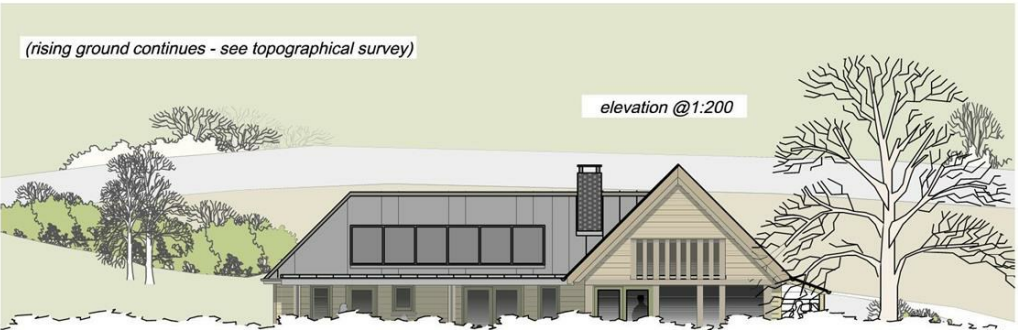 (rising ground continues - see topographical survey)
elevation @1:200